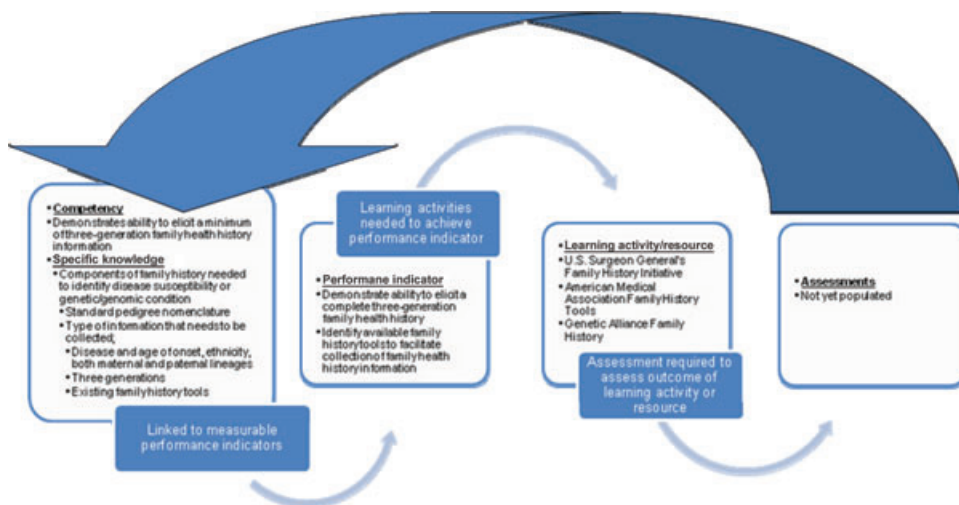 • Competency
• Demonstrates ability to elicit a minimum
of three-generation family health history
information
• Specific knowledge
• Components of family history needed
to identify disease susceptibility or
genetic/genomic condition
• Standard pedigree nomenclature
• Type of information that needs to be
collected;
• Disease and age of onset, ethnicity,
both maternal and paternal lineages
• Three generations
• Existing family history tools
Linked to measurable
performance indicators
Learning activities
needed to achieve
performance indicator
• Performane indicator
• Demonstrate ability to elicit a
complete three-generation
family health history
• Identify available family
history tools to facilitate
collection of family health
history information
• Learning activity/resource
• U.S. Surgeon General's
Family History Initiative
• American Medical
Association Family History
Tools
• Genetic Alliance Family
History
Assessment required to
assess outcome of
learning activity or
resource
• Assessments
• Not yet populated